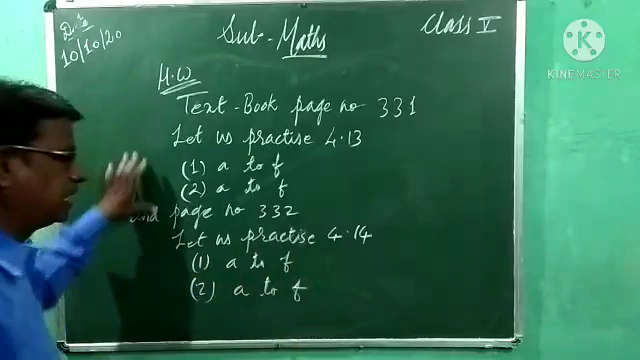 Date
10/10/20
Sub- Maths
Class V
H.W
Text-Book page no 331
Let us practise 4.13
(1) a to f
(2) a to f
and page no 332
Let us practise 4.14
(1) a to f
(2) a to f
KINEMASTER